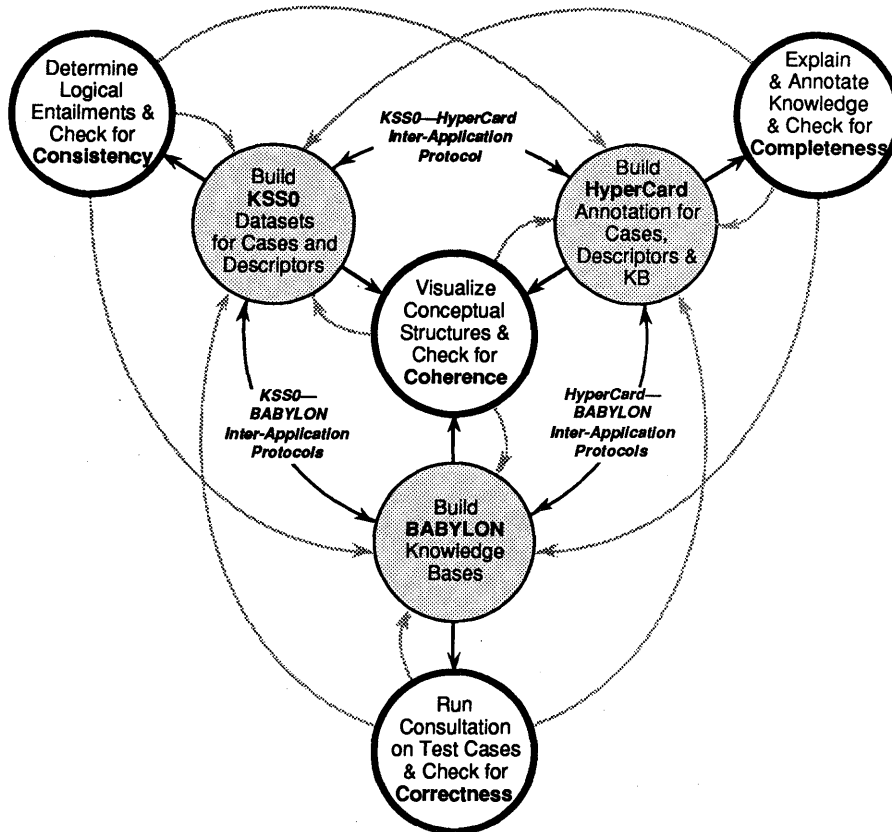 Determine
Logical
Entailments &
Check for
Consistency
Explain
& Annotate
Knowledge
& Check for
Completeness
KSS0—HyperCard
Inter-Application
Protocol
Build
KSS0
Datasets
for Cases and
Descriptors
Build
HyperCard
Annotation for
Cases,
Descriptors &
KB
Visualize
Conceptual
Structures &
Check for
Coherence
KSS0—
BABYLON
Inter-Application
Protocols
HyperCard—
BABYLON
Inter-Application
Protocols
Build
BABYLON
Knowledge
Bases
Run
Consultation
on Test Cases
& Check for
Correctness